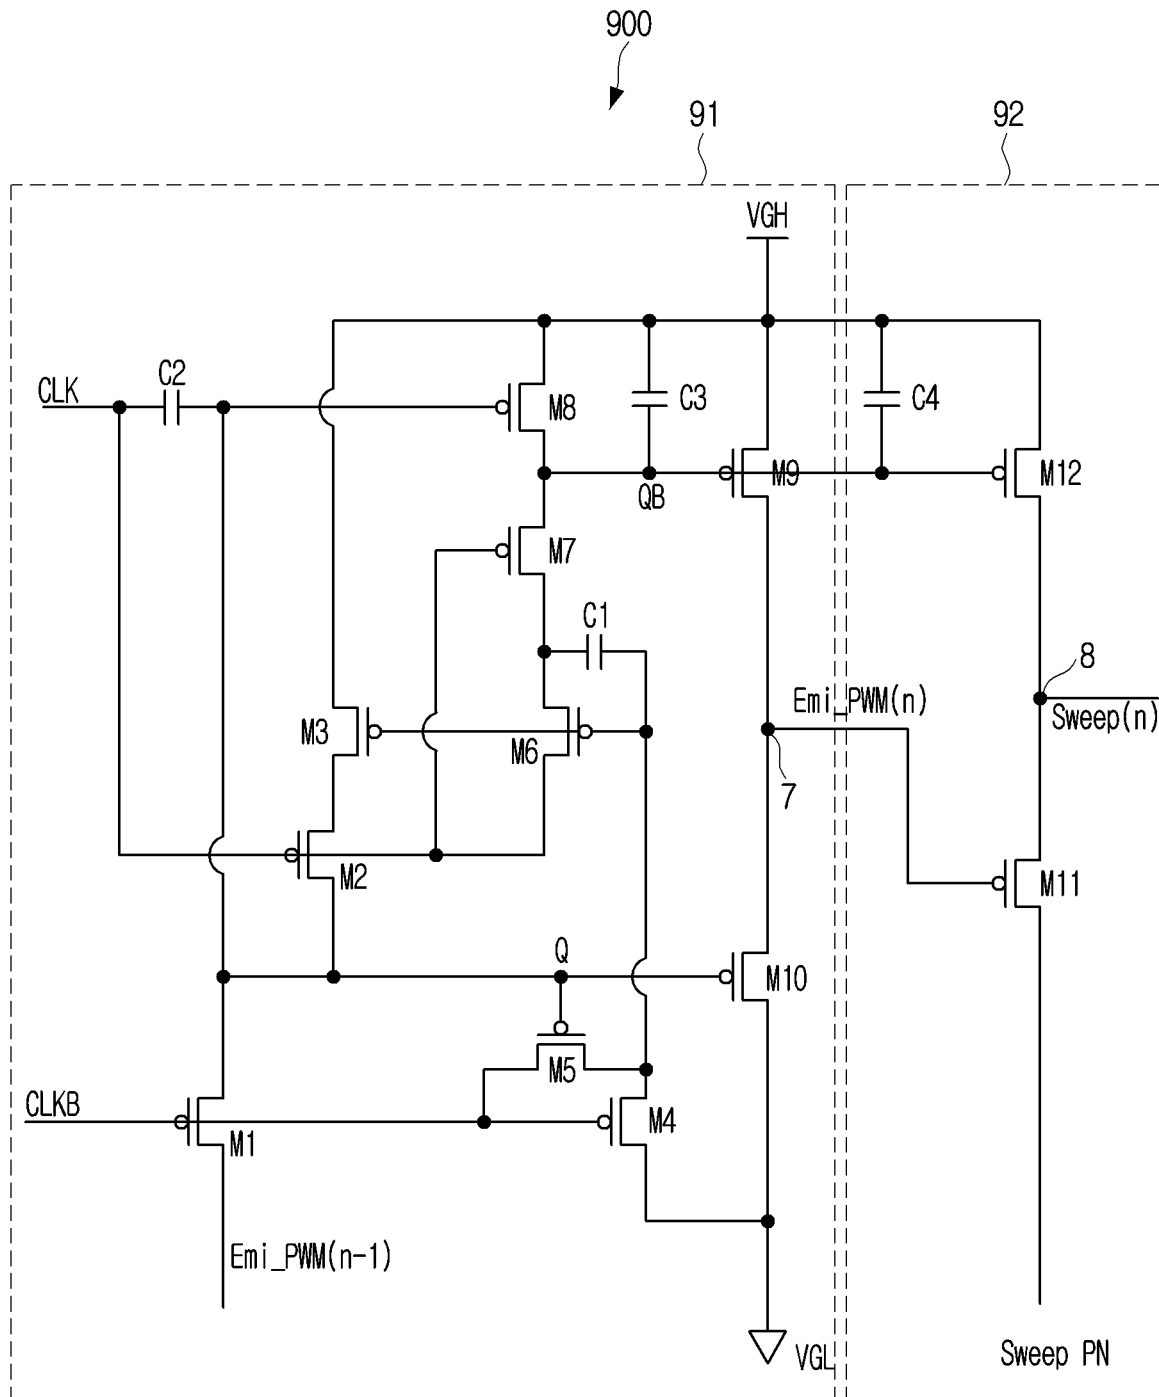 900
91
92
VGH
CLK
C2
M8
C3
C4
M9
M12
QB
M7
C1
8
Emi_PWM(n)
Sweep(n)
M3
M6
7
M2
M11
Q
M10
M5
CLKB
M4
M1
Emi_PWM(n-1)
VGL
Sweep PN